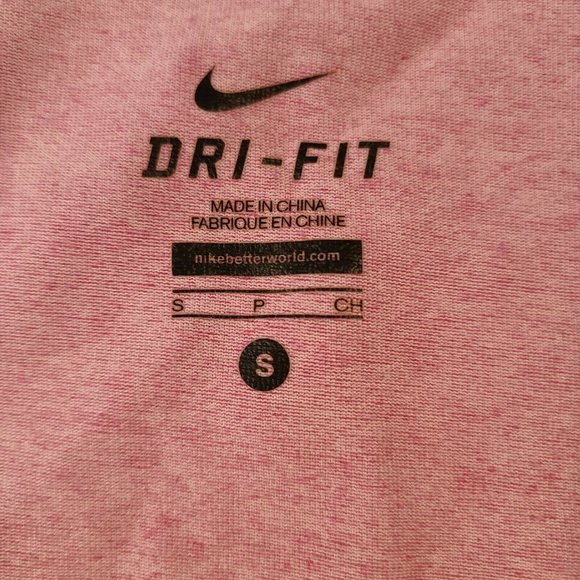 DRI-FIT
MADE IN CHINA
FABRIQUE EN CHINE
nikebetterworld.com
S P CH
S